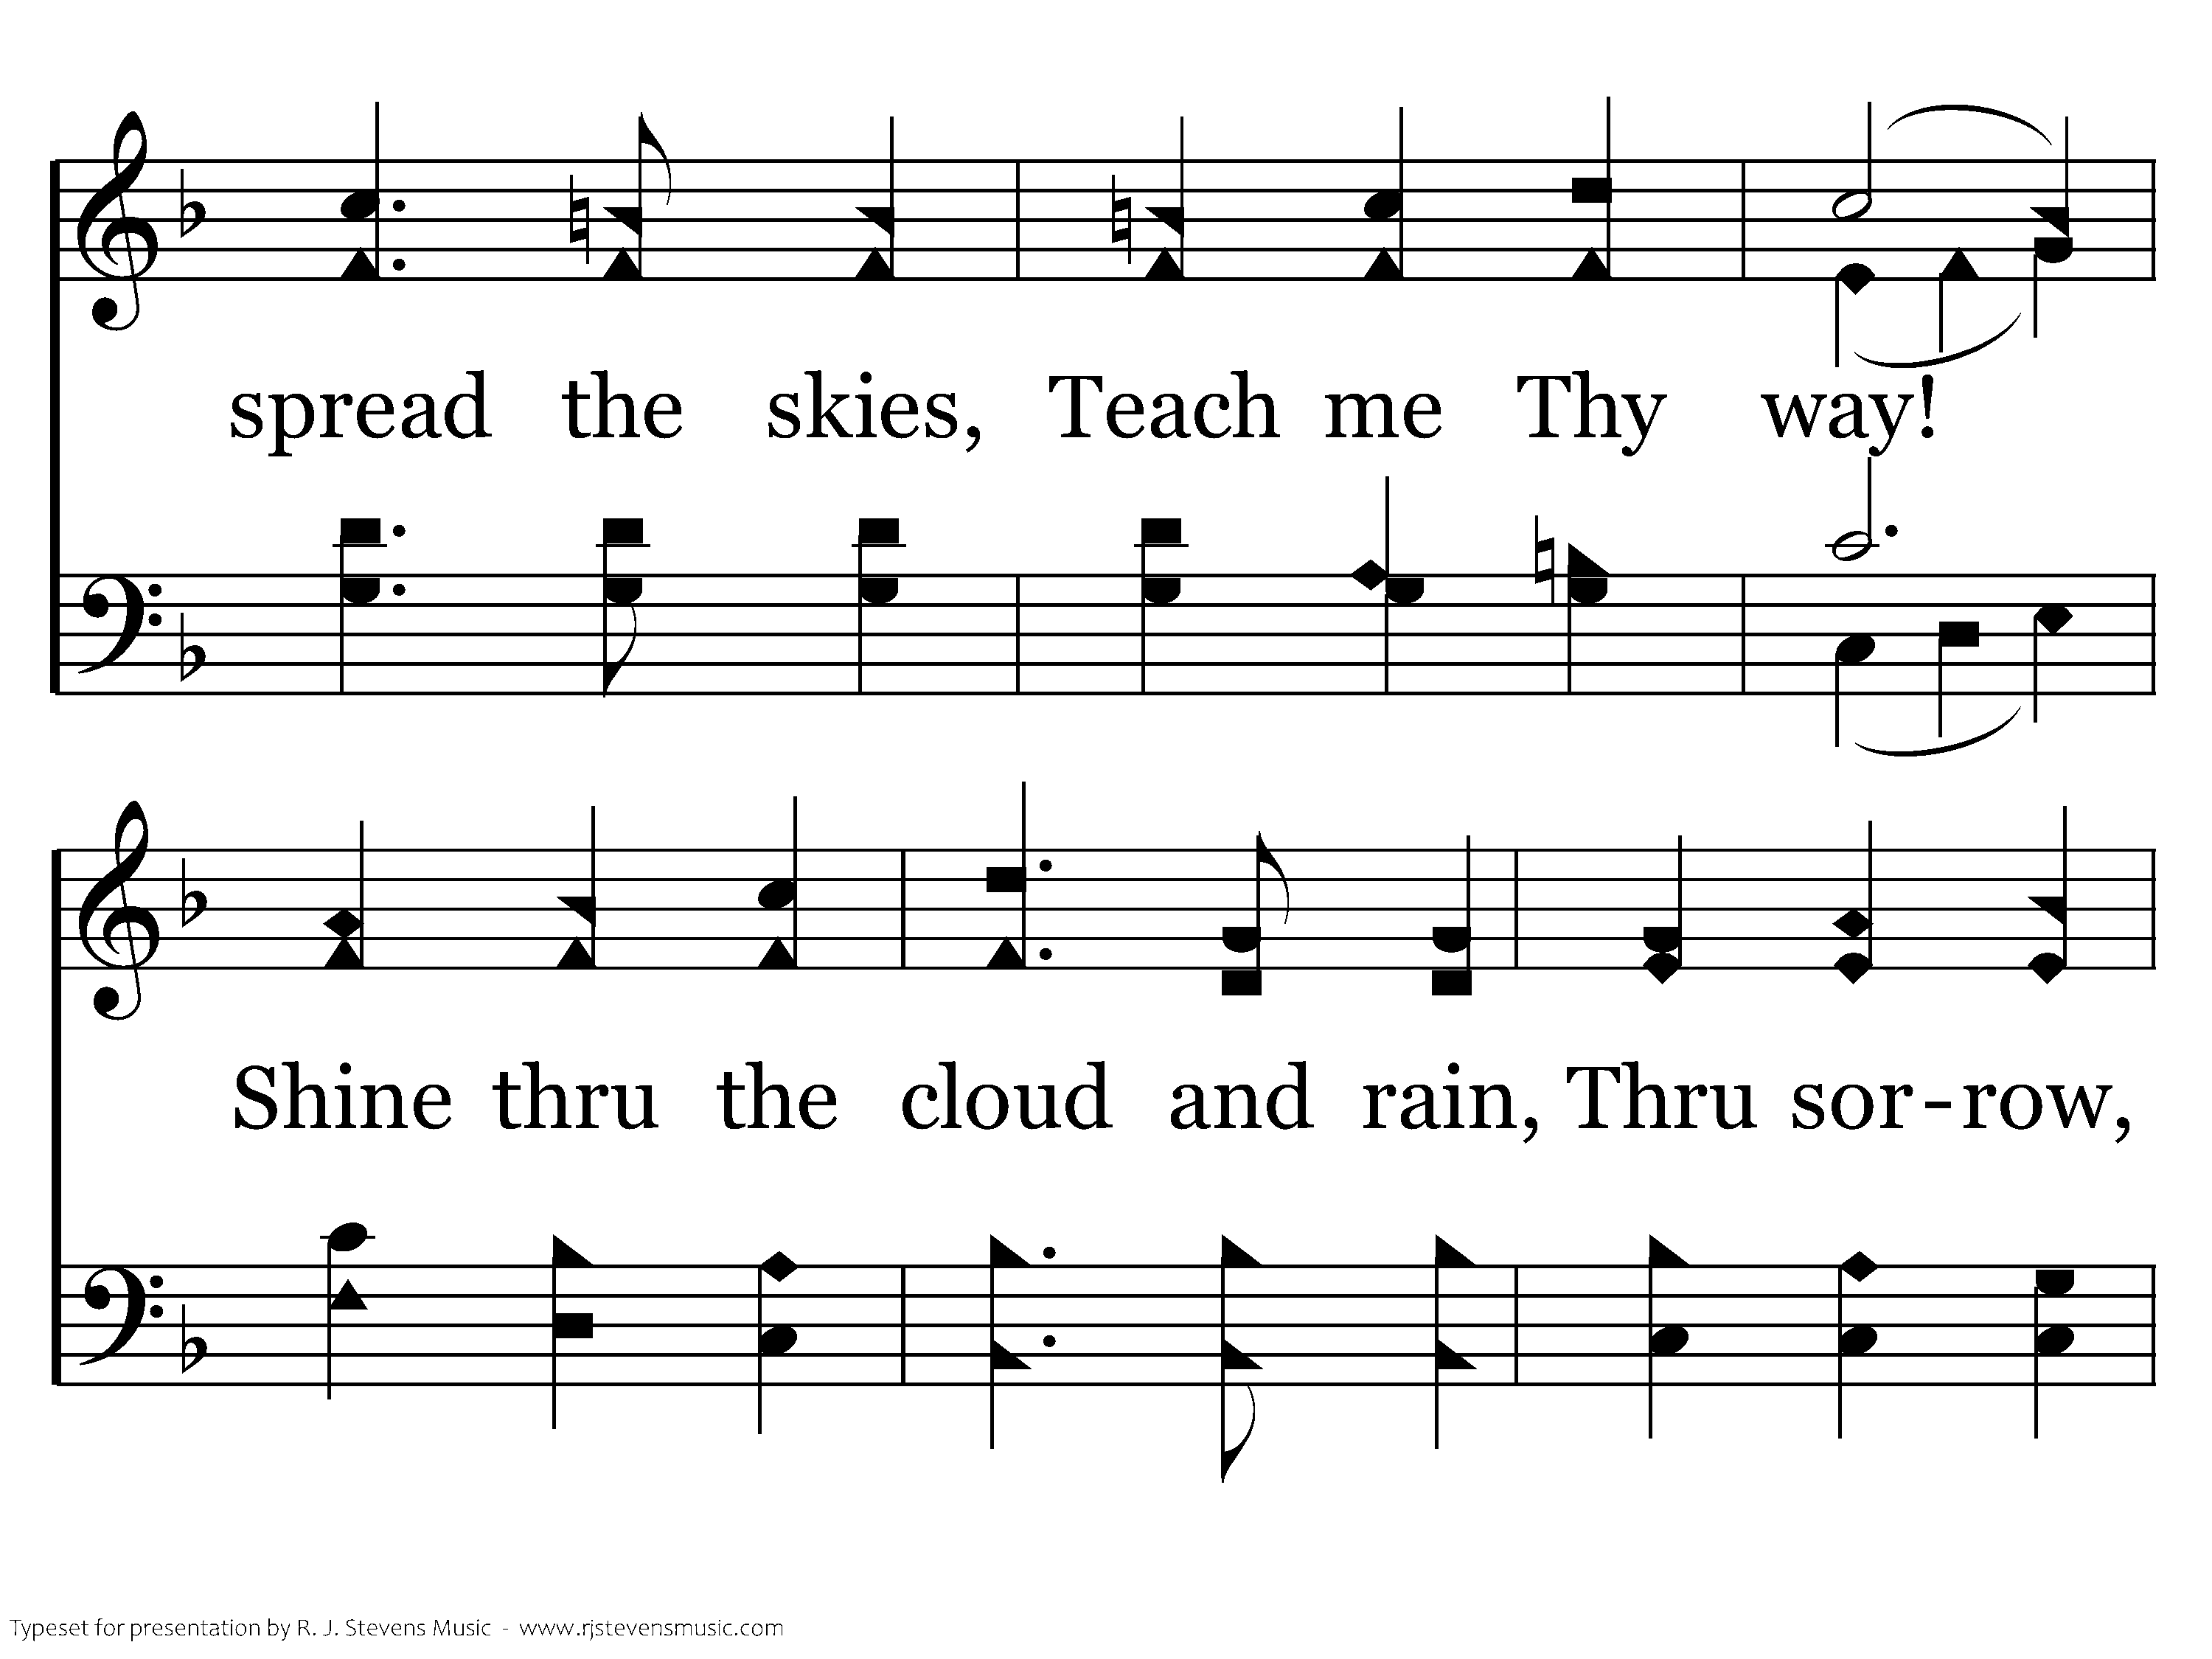 spread the skies, Teach me Thy way!
Shine thru the cloud and rain, Thru sor-row,
Typeset for presentation by R. J. Stevens Music - www.rjstevensmusic.com